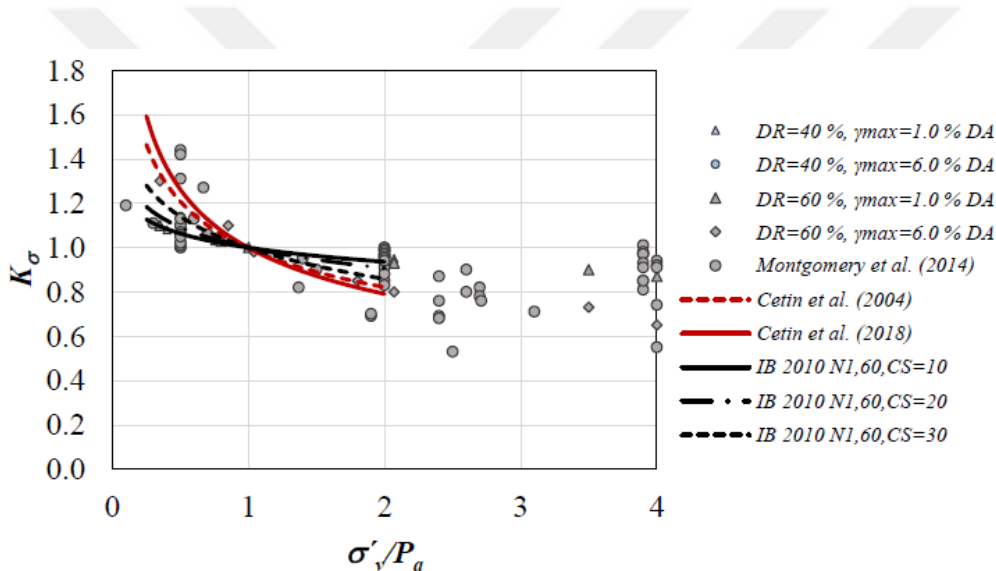 1.8
1.6
1.4
1.2
1.0
0.8
0.6
0.4
0.2
0.0
Kσ
0 1 2 3 4
σ′v/Pa
DR=40 %, γmax=1.0 % DA
DR=40 %, γmax=6.0 % DA
DR=60 %, γmax=1.0 % DA
DR=60 %, γmax=6.0 % DA
Montgomery et al. (2014)
Cetin et al. (2004)
Cetin et al. (2018)
IB 2010 N1,60,CS=10
IB 2010 N1,60,CS=20
IB 2010 N1,60,CS=30